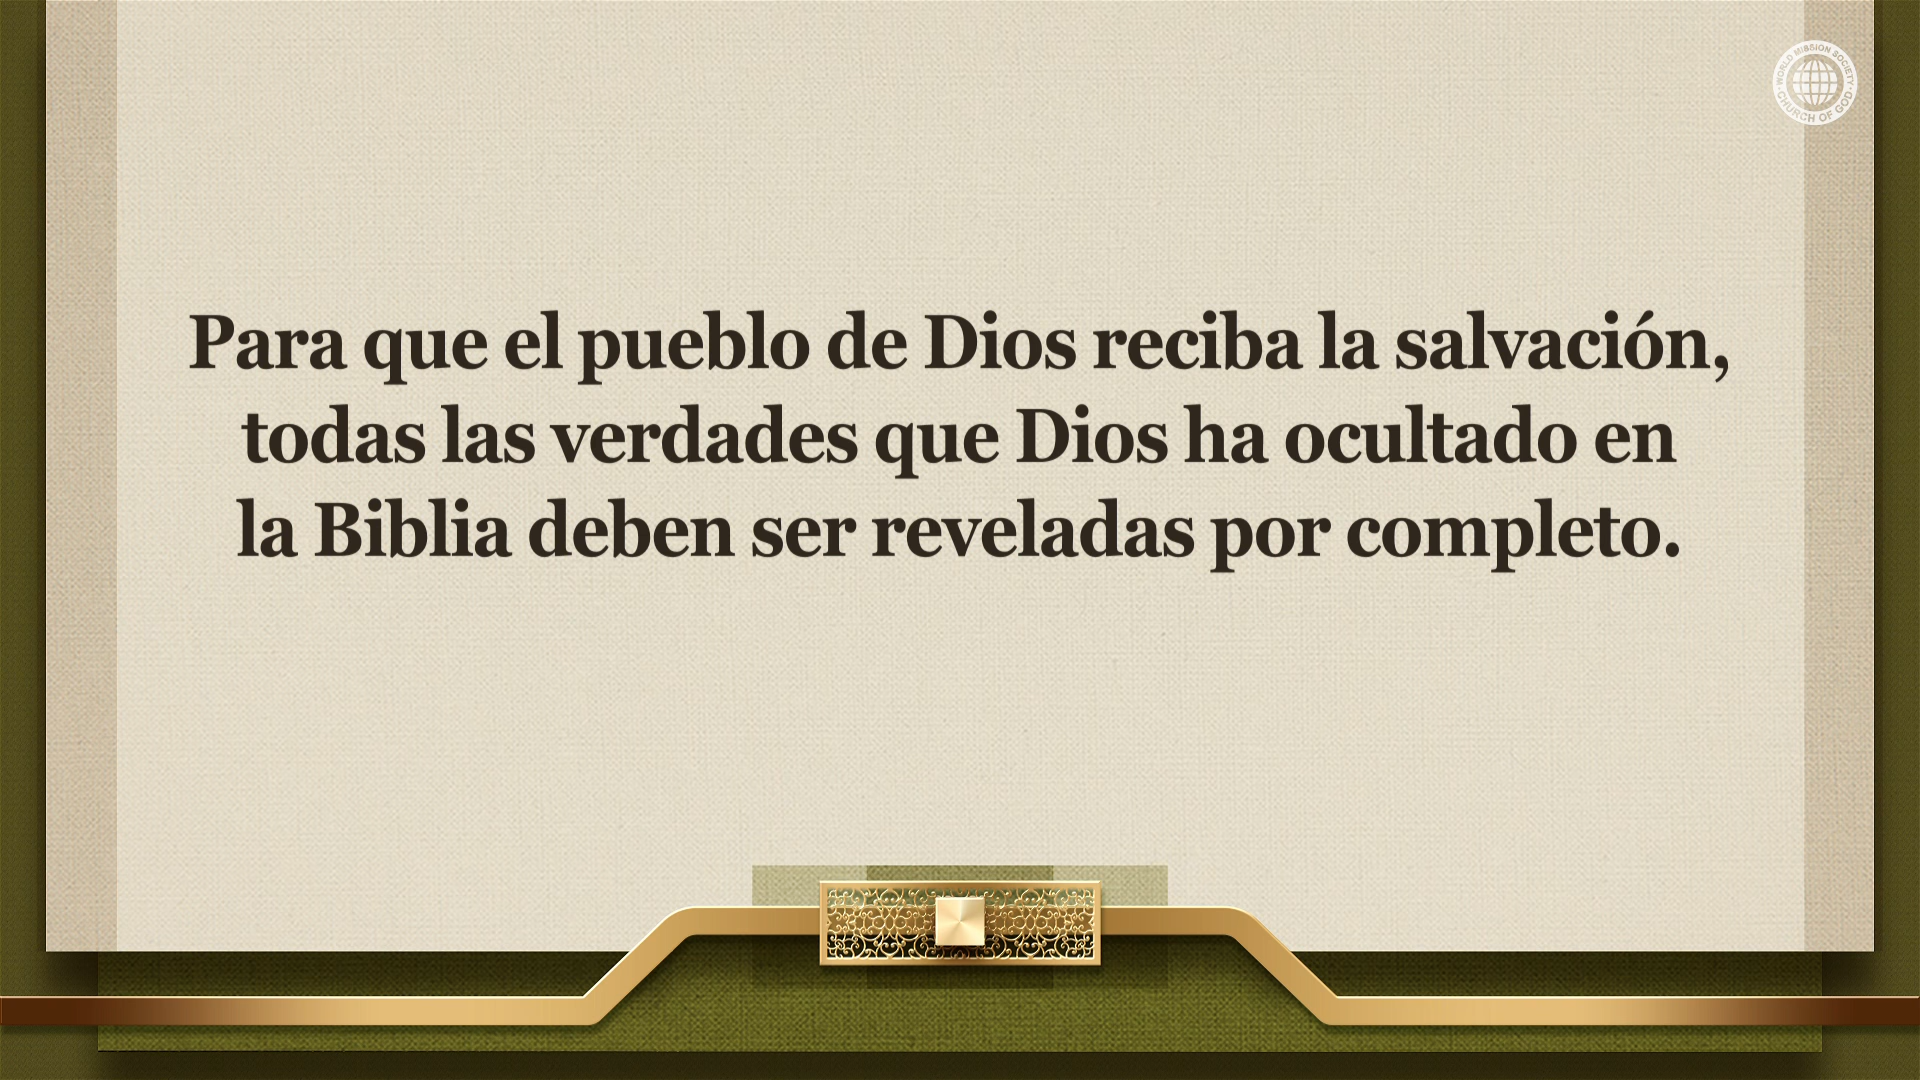 WORLD MISSION SOCIETY
CHURCH OF GOD
Para que el pueblo de Dios reciba la salvación,
todas las verdades que Dios ha ocultado en
la Biblia deben ser reveladas por completo.